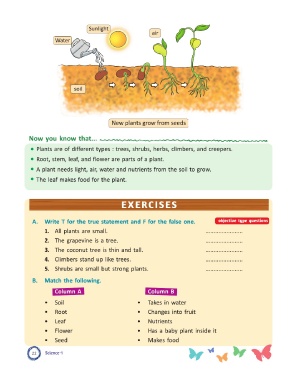 Sunlight
air
Water
soil
New plants grow from seeds
Now you know that...
• Plants are of different types : trees, shrubs, herbs, climbers, and creepers.
• Root, stem, leaf, and flower are parts of a plant.
• A plant needs light, air, water and nutrients from the soil to grow.
• The leaf makes food for the plant.
EXERCISES
A. Write T for the true statement and F for the false one. objective type questions
1. All plants are small. ........................
2. The grapevine is a tree. ........................
3. The coconut tree is thin and tall. ........................
4. Climbers stand up like trees. ........................
5. Shrubs are small but strong plants. ........................
B. Match the following.
Column A Column B
• Soil • Takes in water
• Root • Changes into fruit
• Leaf • Nutrients
• Flower • Has a baby plant inside it
• Seed • Makes food